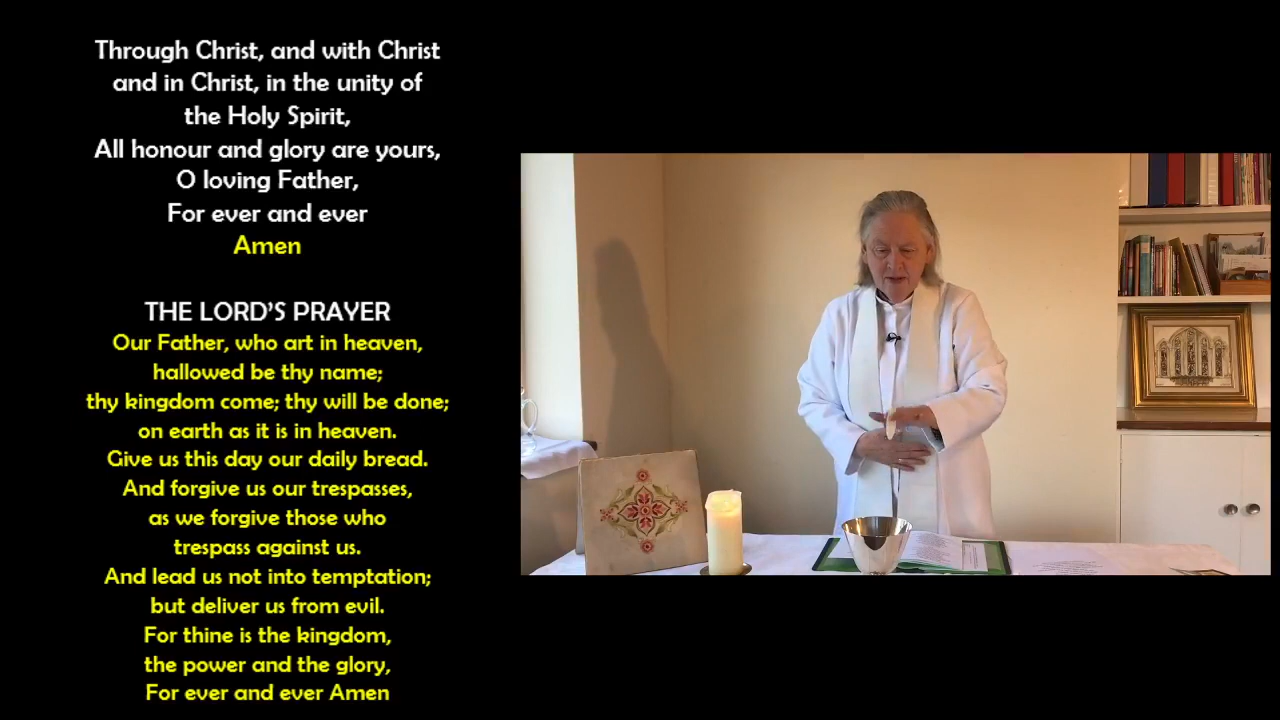 Through Christ, and with Christ
and in Christ, in the unity of
the Holy Spirit,
All honour and glory are yours,
O loving Father,
For ever and ever
Amen
THE LORD'S PRAYER
Our Father, who art in heaven,
hallowed be thy name;
thy kingdom come; thy will be done;
on earth as it is in heaven.
Give us this day our daily bread.
And forgive us our trespasses,
as we forgive those who
trespass against us.
And lead us not into temptation;
but deliver us from evil.
For thine is the kingdom,
the power and the glory,
For ever and ever Amen